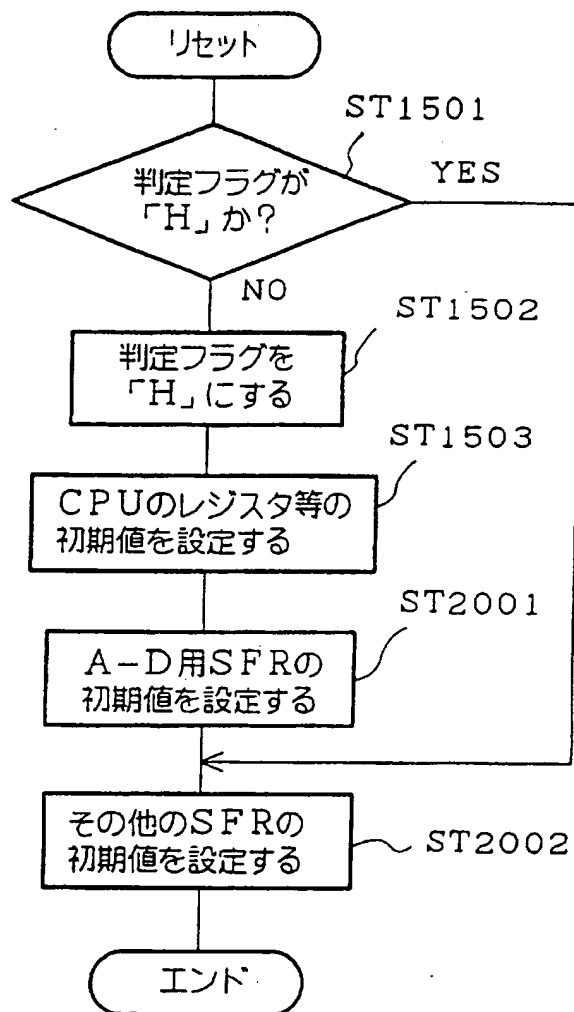 リセット
ST1501
判定フラグが
「H」か?
YES
NO
ST1502
判定フラグを
「H」にする
ST1503
CPUのレジスタ等の
初期値を設定する
ST2001
A-D用SFRの
初期値を設定する
その他のSFRの
初期値を設定する
ST2002
エンド